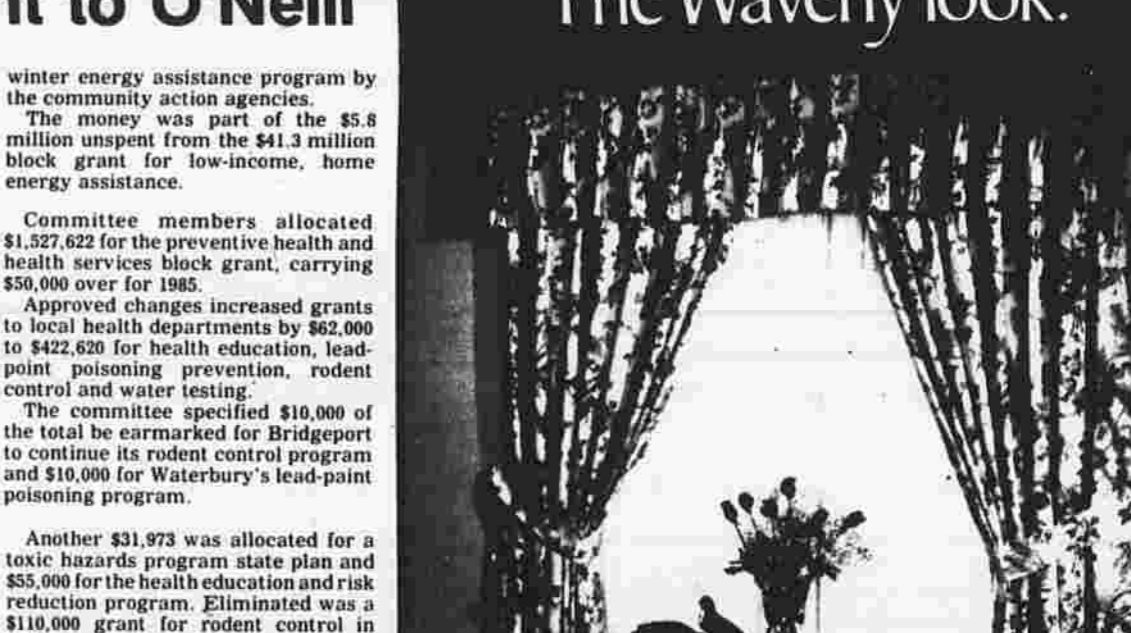 it to O'Neill
winter energy assistance program by
the community action agencies.
The money was part of the $5.8
million unspent from the $41.3 million
block grant for low-income, home
energy assistance.
Committee members allocated
$1,527,622 for the preventive health and
health services block grant, carrying
$50,000 over for 1985.
Approved changes increased grants
to local health departments by $62,000
to $422,620 for health education, lead-
point poisoning prevention, rodent
control and water testing.
The committee specified $10,000 of
the total be earmarked for Bridgeport
to continue its rodent control program
and $10,000 for Waterbury's lead-paint
poisoning program.
Another $31,973 was allocated for a
toxic hazards program state plan and
$55,000 for the health education and risk
reduction program. Eliminated was a
$110,000 grant for rodent control in
The Waverly look.